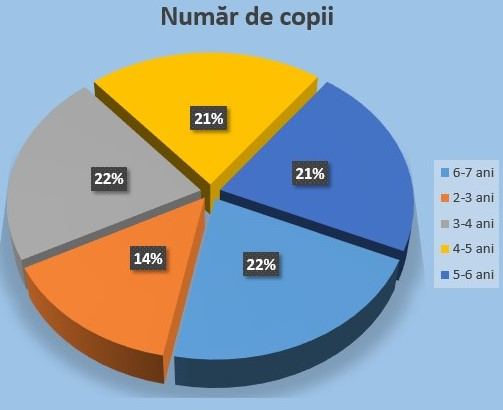 Număr de copii
21%
22%
21%
14%
22%
6-7 ani
2-3 ani
3-4 ani
4-5 ani
5-6 ani